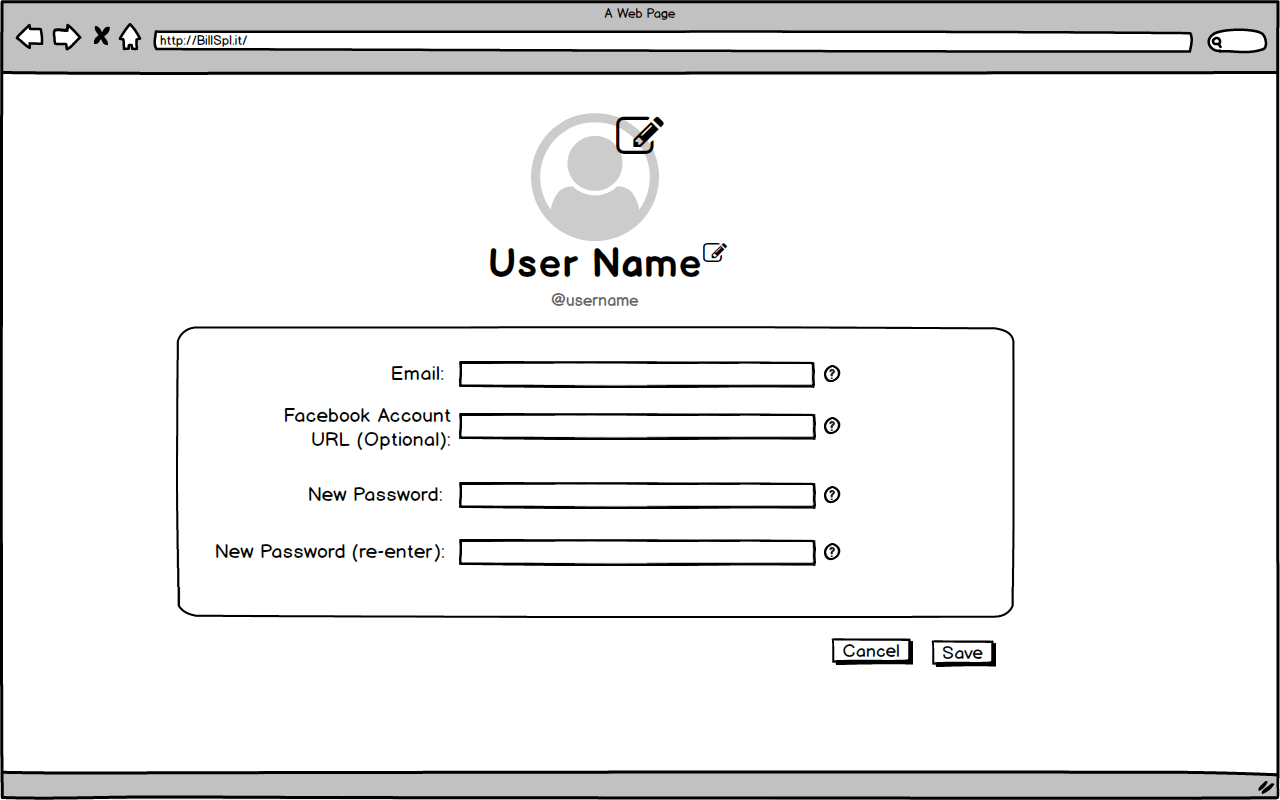 A Web Page
http://BillSpl.it/
User Name
@username
Email:
Facebook Account
URL (Optional):
New Password:
New Password (re-enter):
Cancel Save